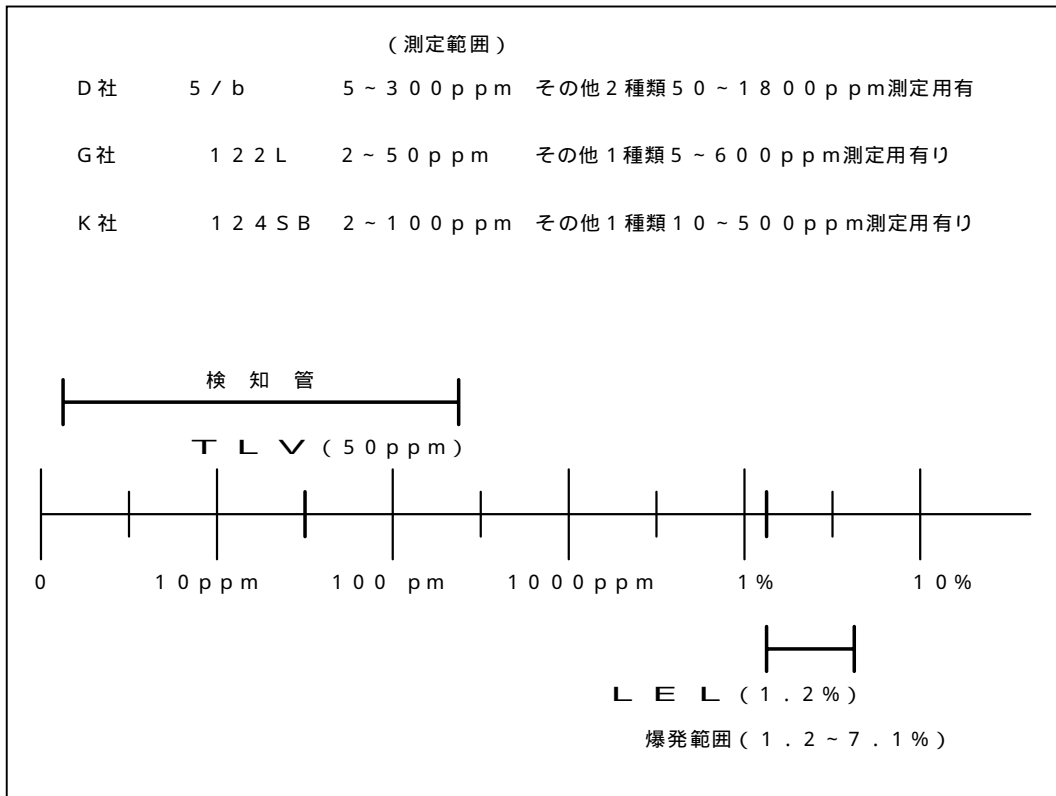 (測定範囲)
D社 5/b 5~300ppm その他2種類50~1800ppm測定用有
G社 122L 2~50ppm その他1種類5~600ppm測定用有り
K社 124SB 2~100ppm その他1種類10~500ppm測定用有り
検知管
TLV(50ppm)
0 10ppm 100 pm 1000ppm 1% 10%
LEL(1.2%)
爆発範囲(1.2~7.1%)